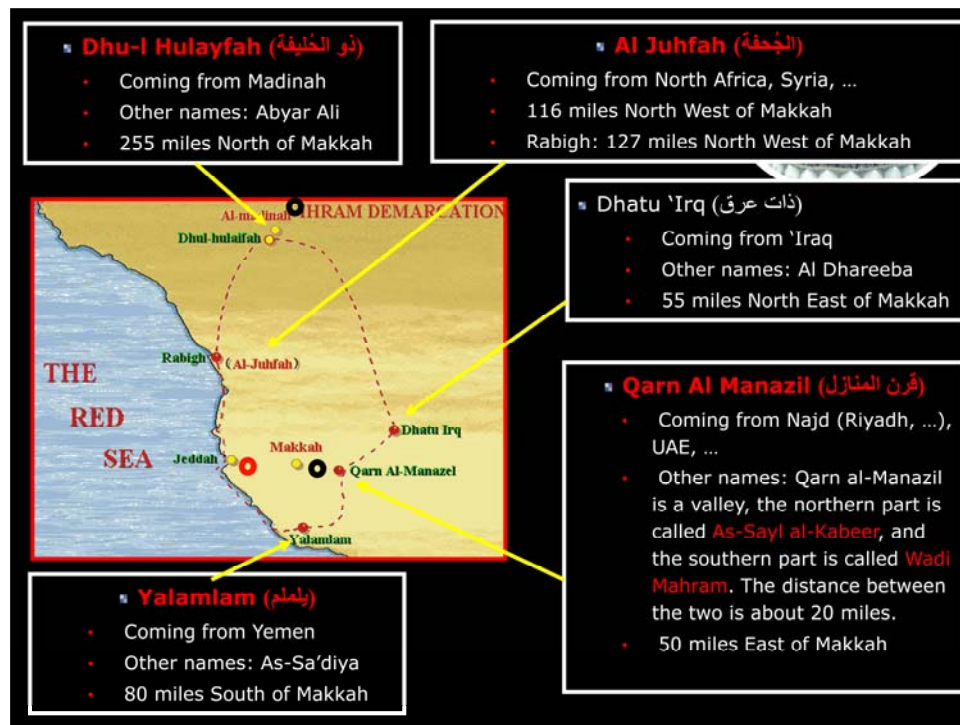 Dhu-l Hulayfah (ذو الحُليفة)
Coming from Madinah
Other names: Abyar Ali
255 miles North of Makkah
Al Juhfah (الجُحفة)
Coming from North Africa, Syria, …
116 miles North West of Makkah
Rabigh: 127 miles North West of Makkah
Dhatu ‘Irq (ذات عرق)
Coming from ‘Iraq
Other names: Al Dhareeba
55 miles North East of Makkah
IHRAM DEMARCATION
Al-madinah
Dhul-hulaifah
Rabigh
(Al-Juhfah)
THE
RED
SEA
Dhatu Irq
Makkah
Jeddah
Qarn Al-Manazel
Yalamlam
Qarn Al Manazil (قرن المنازل)
Coming from Najd (Riyadh, …),
UAE, …
Other names: Qarn al-Manazil
is a valley, the northern part is
called As-Sayl al-Kabeer, and
the southern part is called Wadi
Mahram. The distance between
the two is about 20 miles.
50 miles East of Makkah
Yalamlam (يلملم)
Coming from Yemen
Other names: As-Sa’diya
80 miles South of Makkah